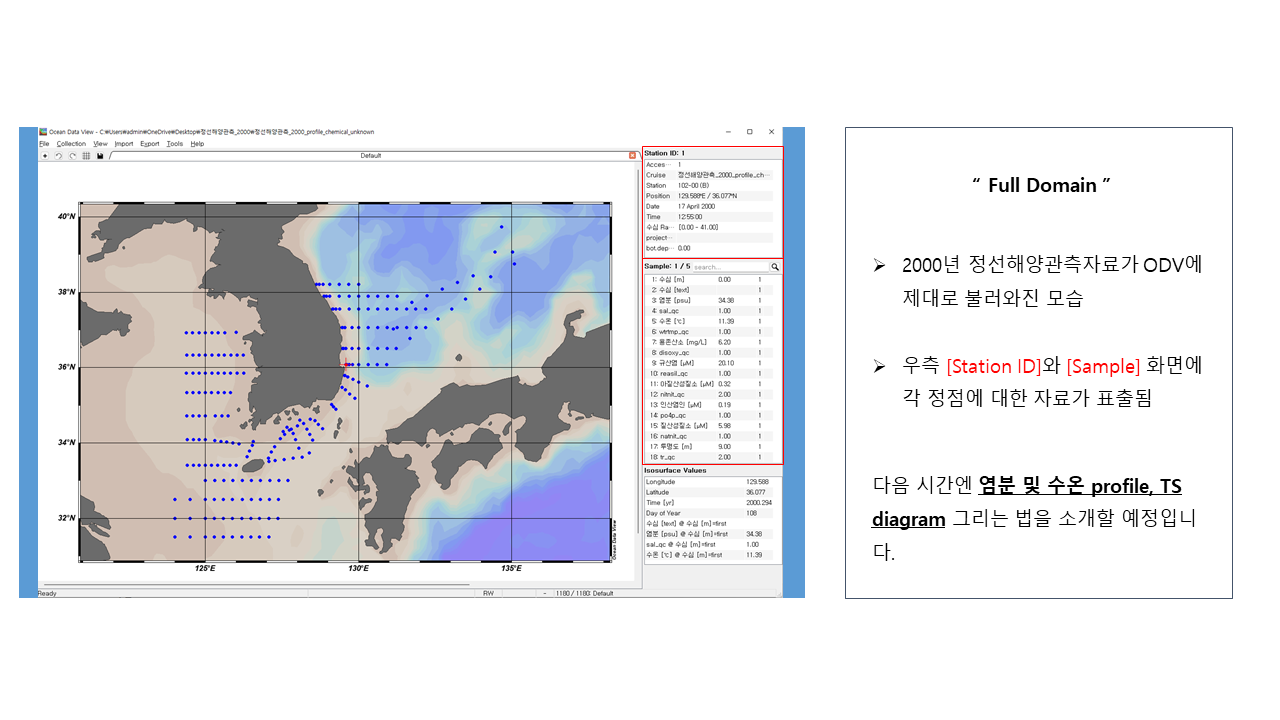 Ocean Data View - C:₩Users₩admin₩OneDrive₩Desktop₩정선해양관측_2000₩정선해양관측_2000_profile_chemical_unknown
File Collection View Import Export Tools Help
Default
40°N
38°N
36°N
34°N
32°N
125°E 130°E 135°E
Ocean Data View
Station ID: 1
Acces··· 1
Cruise 정선해양관측_2000_profile_ch···
Station 102-00 (B)
Position 129.588°E / 36.077°N
Date 17 April 2000
Time 12:55:00
수심 Ra··· [0.00 - 41.00]
project···
bot.dep··· 0.00
Sample: 1 / 5 search...
1: 수심 [m] 0.00 1
2: 수심 [text] 1
3: 염분 [psu] 34.38 1
4: sal_qc 1.00 1
5: 수온 [℃] 11.39 1
6: wtrtmp_qc 1.00 1
7: 용존산소 [mg/L] 6.20 1
8: disoxy_qc 1.00 1
9: 규산염 [μM] 20.10 1
10: reasil_qc 1.00 1
11: 아질산성질소 [μM] 0.32 1
12: nitnit_qc 2.00 1
13: 인산염인 [μM] 0.19 1
14: po4p_qc 1.00 1
15: 질산성질소 [μM] 5.98 1
16: natnit_qc 1.00 1
17: 투명도 [m] 9.00 1
18: tr_qc 2.00 1
Isosurface Values
Longitude 129.588
Latitude 36.077
Time [yr] 2000.294
Day of Year 108
수심 [text] @ 수심 [m]=first
염분 [psu] @ 수심 [m]=first 34.38
sal_qc @ 수심 [m]=first 1.00
수온 [℃] @ 수심 [m]=first 11.39
Ready RW - 1180 / 1180: Default
“ Full Domain ”
➢ 2000년 정선해양관측자료가 ODV에
제대로 불러와진 모습
➢ 우측 [Station ID]와 [Sample] 화면에
각 정점에 대한 자료가 표출됨
다음 시간엔 염분 및 수온 profile, TS
diagram 그리는 법을 소개할 예정입니
다.